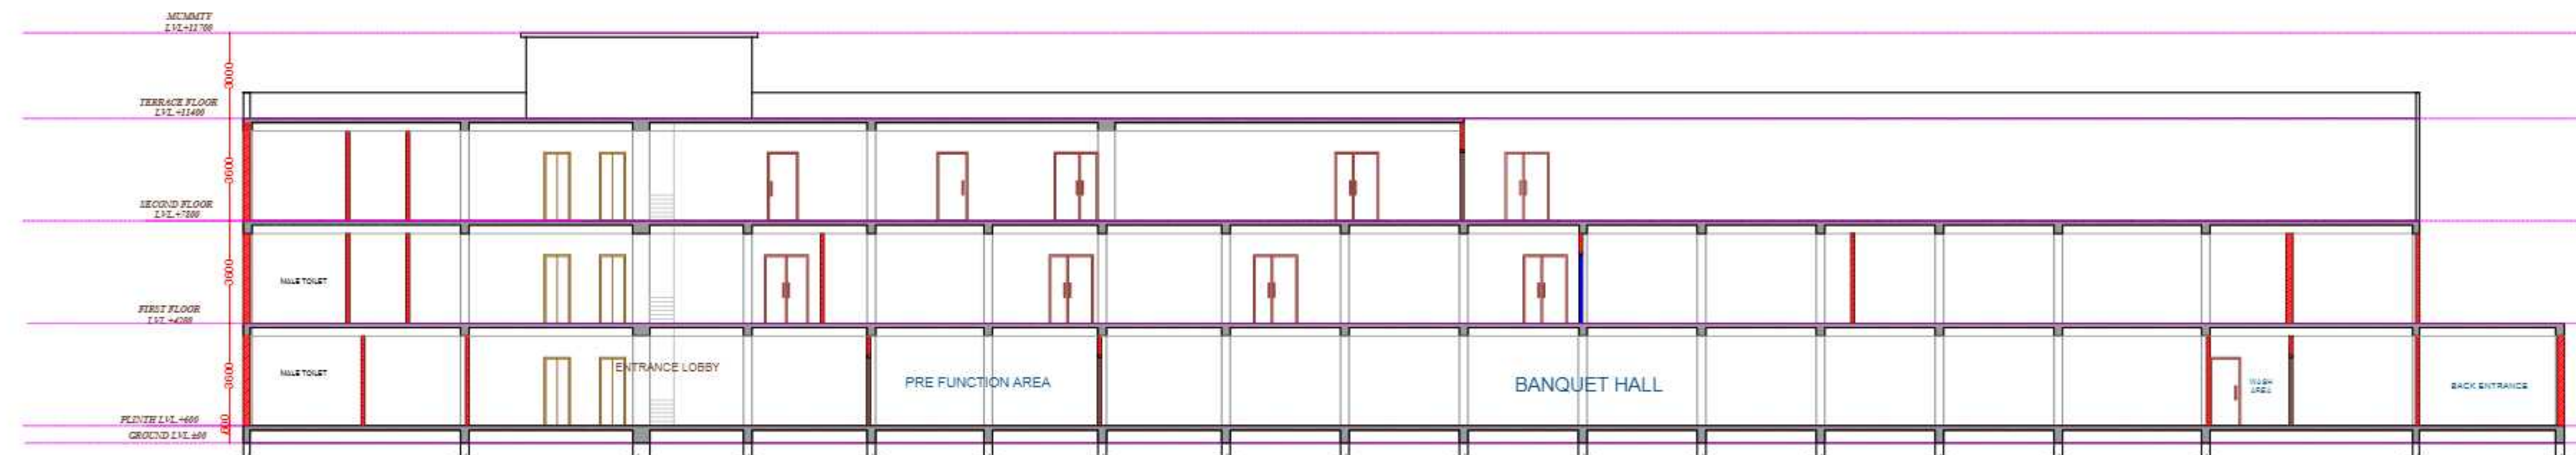 MUMMTY
LVL+11700
3000
TERRACE FLOOR
LVL+11400
3600
SECOND FLOOR
LVL+7800
3600
MALE TOILET
FIRST FLOOR
LVL +4200
3600
MALE TOILET
ENTRANCE LOBBY
PRE FUNCTION AREA
BANQUET HALL
WASH
AREA
BACK ENTRANCE
PLINTH LVL +600
600
GROUND LVL ±00